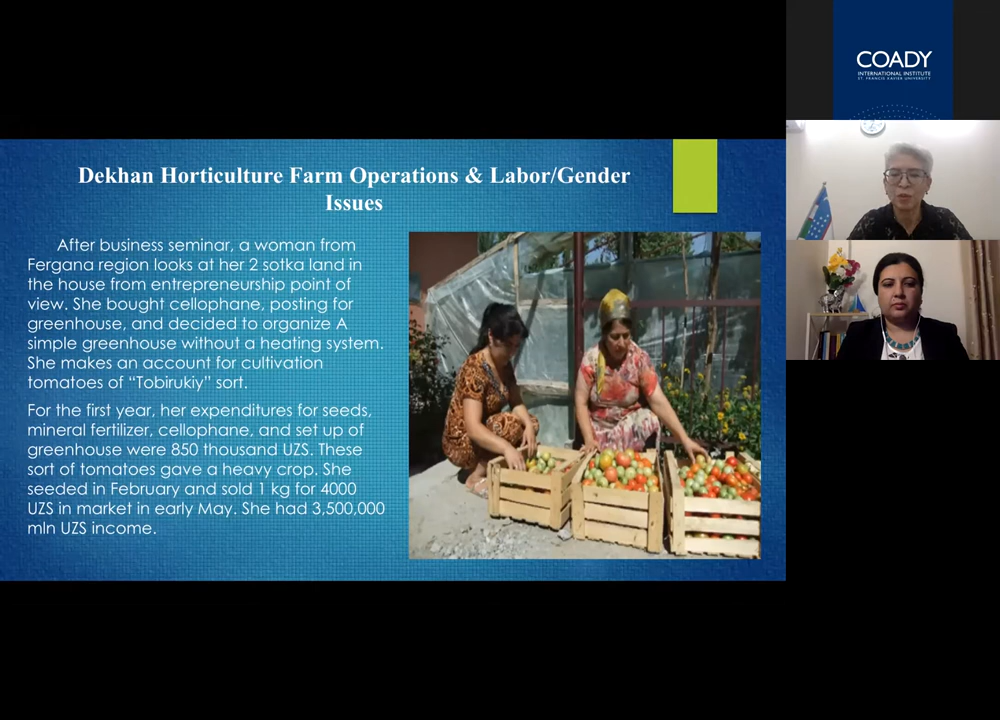 Dekhan Horticulture Farm Operations & Labor/Gender
Issues
After business seminar, a woman from
Fergana region looks at her 2 sotka land in
the house from entrepreneurship point of
view. She bought cellophane, posting for
greenhouse, and decided to organize A
simple greenhouse without a heating system.
She makes an account for cultivation
tomatoes of “Tobirukiy” sort.
For the first year, her expenditures for seeds,
mineral fertilizer, cellophane, and set up of
greenhouse were 850 thousand UZS. These
sort of tomatoes gave a heavy crop. She
seeded in February and sold 1 kg for 4000
UZS in market in early May. She had 3,500,000
mln UZS income.
COADY
INTERNATIONAL INSTITUTE
ST. FRANCIS XAVIER UNIVERSITY